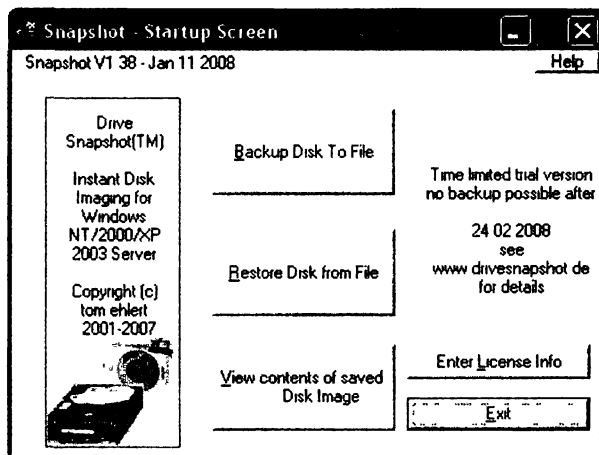 Snapshot - Startup Screen
Snapshot V1 38 - Jan 11 2008
Help
Drive
Snapshot(TM)
Instant Disk
Imaging for
Windows
NT/2000/XP
2003 Server
Copyright (c)
tom ehlert
2001-2007
Backup Disk To File
Restore Disk from File
View contents of saved
Disk Image
Time limited trial version
no backup possible after
24 02 2008
see
www drivesnapshot de
for details
Enter License Info
Exit